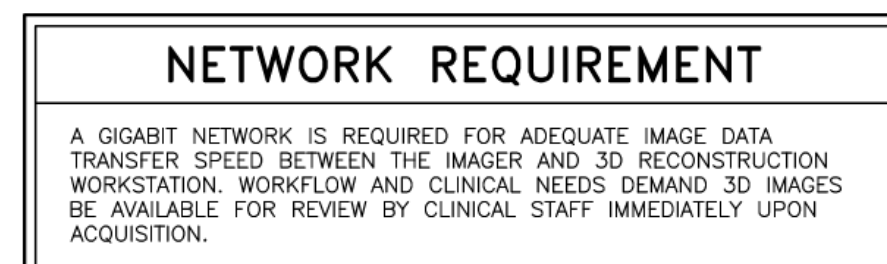 NETWORK REQUIREMENT
A GIGABIT NETWORK IS REQUIRED FOR ADEQUATE IMAGE DATA
TRANSFER SPEED BETWEEN THE IMAGER AND 3D RECONSTRUCTION
WORKSTATION. WORKFLOW AND CLINICAL NEEDS DEMAND 3D IMAGES
BE AVAILABLE FOR REVIEW BY CLINICAL STAFF IMMEDIATELY UPON
ACQUISITION.